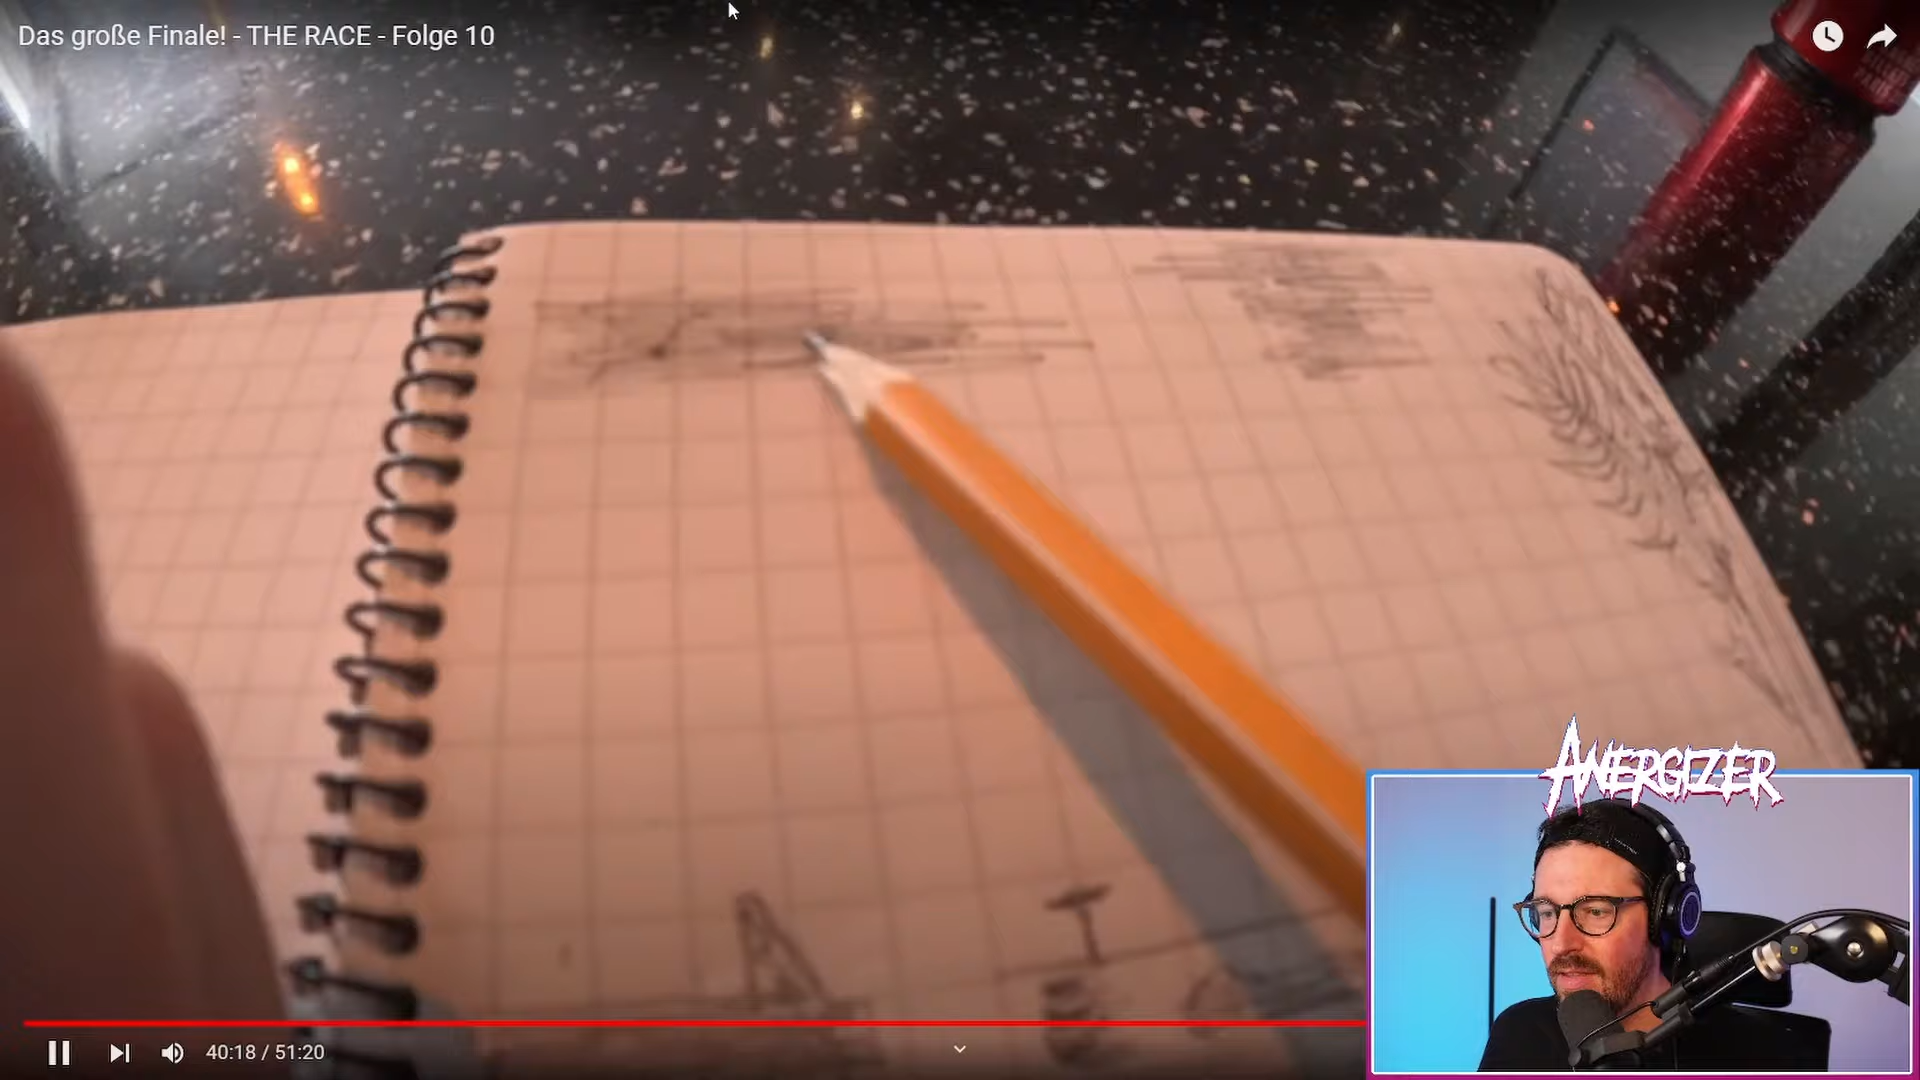 Das große Finale! - THE RACE - Folge 10
ANERGIZER
40:18 / 51:20